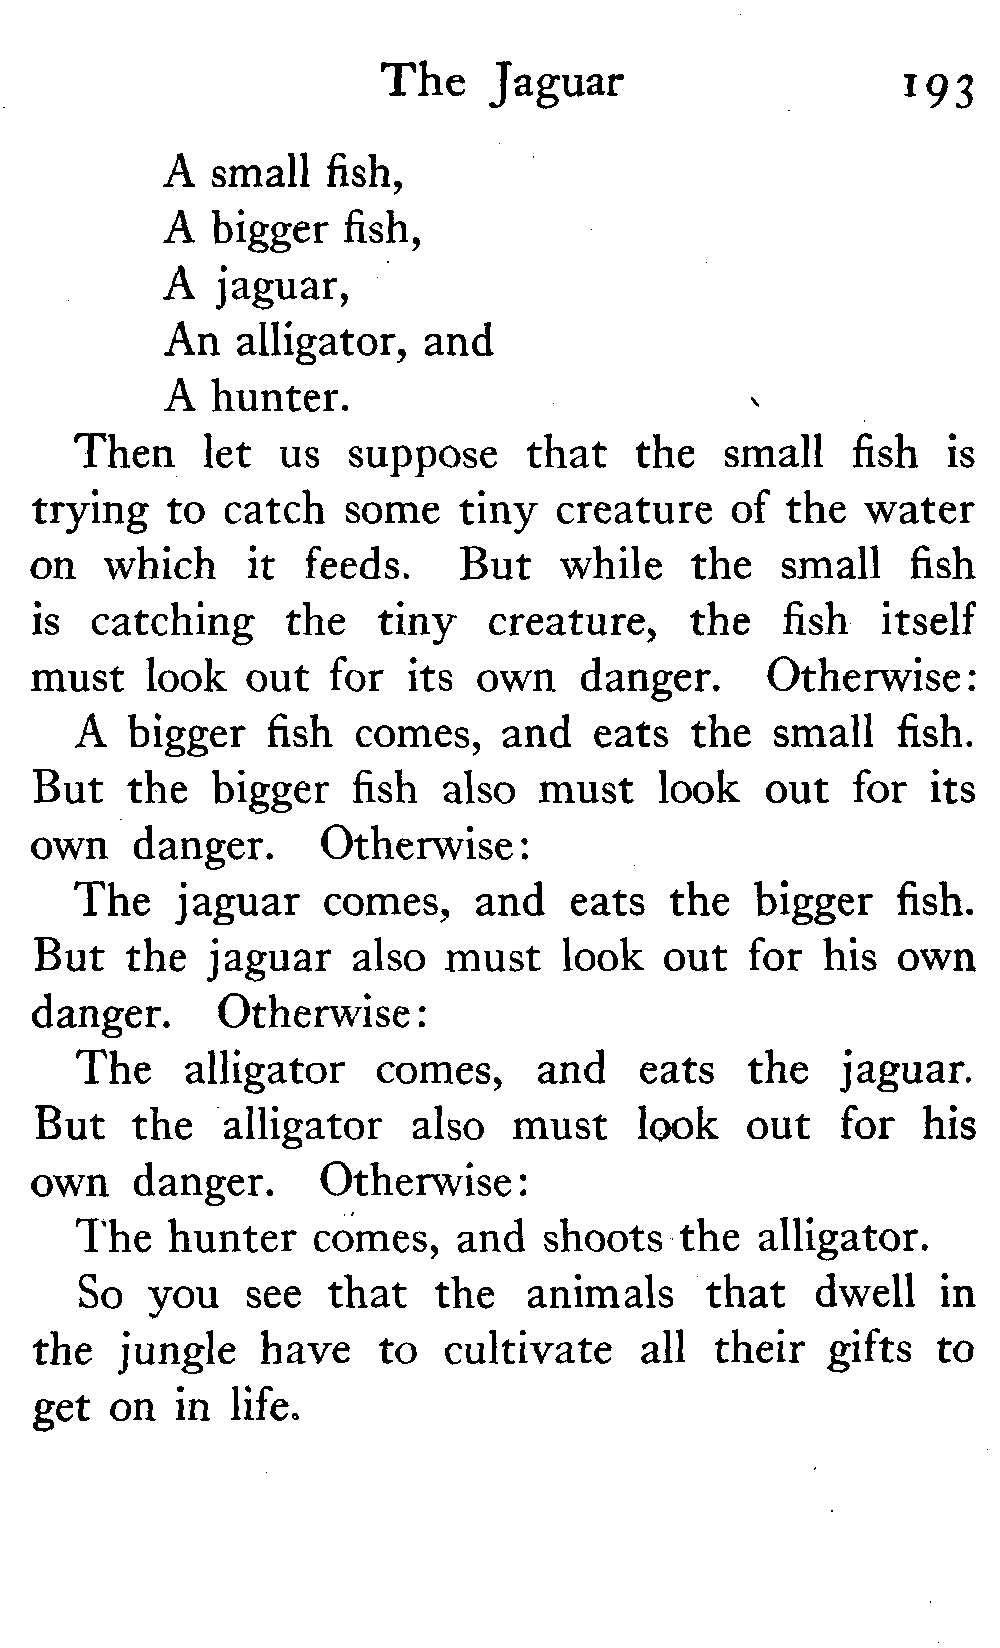 The Jaguar 193
A small fish,
A bigger fish,
A jaguar,
An alligator, and
A hunter.
Then let us suppose that the small fish is
trying to catch some tiny creature of the water
on which it feeds. But while the small fish
is catching the tiny creature, the fish itself
must look out for its own danger. Otherwise:
A bigger fish comes, and eats the small fish.
But the bigger fish also must look out for its
own danger. Otherwise:
The jaguar comes, and eats the bigger fish.
But the jaguar also must look out for his own
danger. Otherwise:
The alligator comes, and eats the jaguar.
But the alligator also must look out for his
own danger. Otherwise:
The hunter comes, and shoots the alligator.
So you see that the animals that dwell in
the jungle have to cultivate all their gifts to
get on in life.